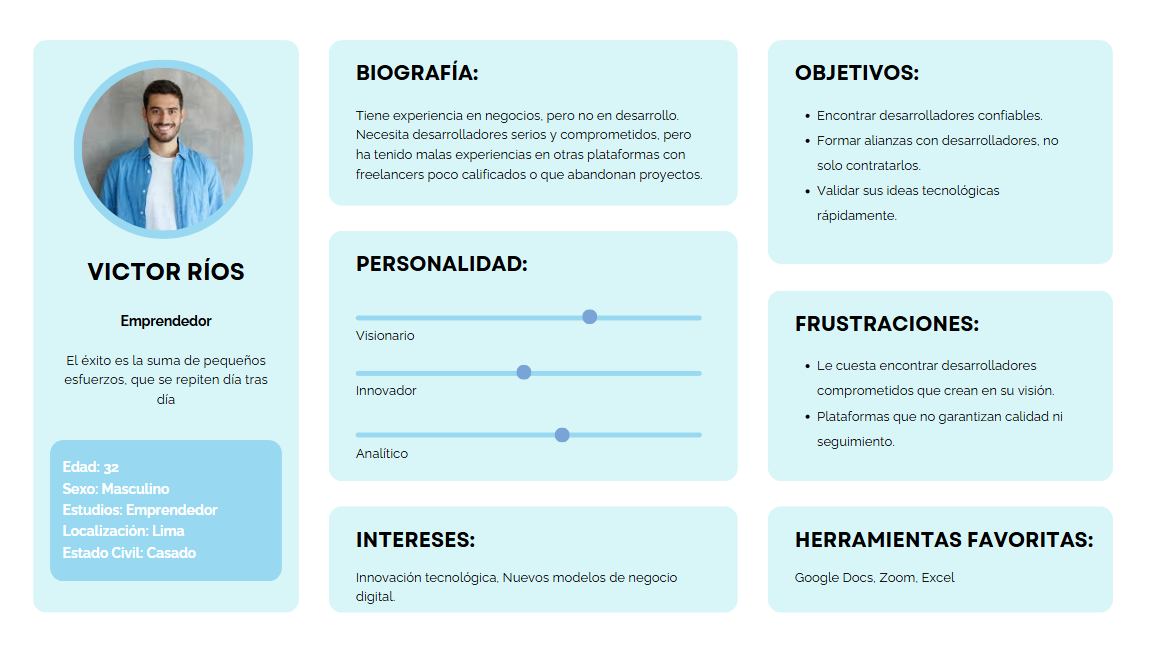 VICTOR RÍOS
Emprendedor
El éxito es la suma de pequeños
esfuerzos, que se repiten día tras
día
Edad: 32
Sexo: Masculino
Estudios: Emprendedor
Localización: Lima
Estado Civil: Casado
BIOGRAFÍA:
Tiene experiencia en negocios, pero no en desarrollo.
Necesita desarrolladores serios y comprometidos, pero
ha tenido malas experiencias en otras plataformas con
freelancers poco calificados o que abandonan proyectos.
PERSONALIDAD:
Visionario
Innovador
Analítico
INTERESES:
Innovación tecnológica, Nuevos modelos de negocio
digital.
OBJETIVOS:
• Encontrar desarrolladores confiables.
• Formar alianzas con desarrolladores, no
solo contratarlos.
• Validar sus ideas tecnológicas
rápidamente.
FRUSTRACIONES:
• Le cuesta encontrar desarrolladores
comprometidos que crean en su visión.
• Plataformas que no garantizan calidad ni
seguimiento.
HERRAMIENTAS FAVORITAS:
Google Docs, Zoom, Excel